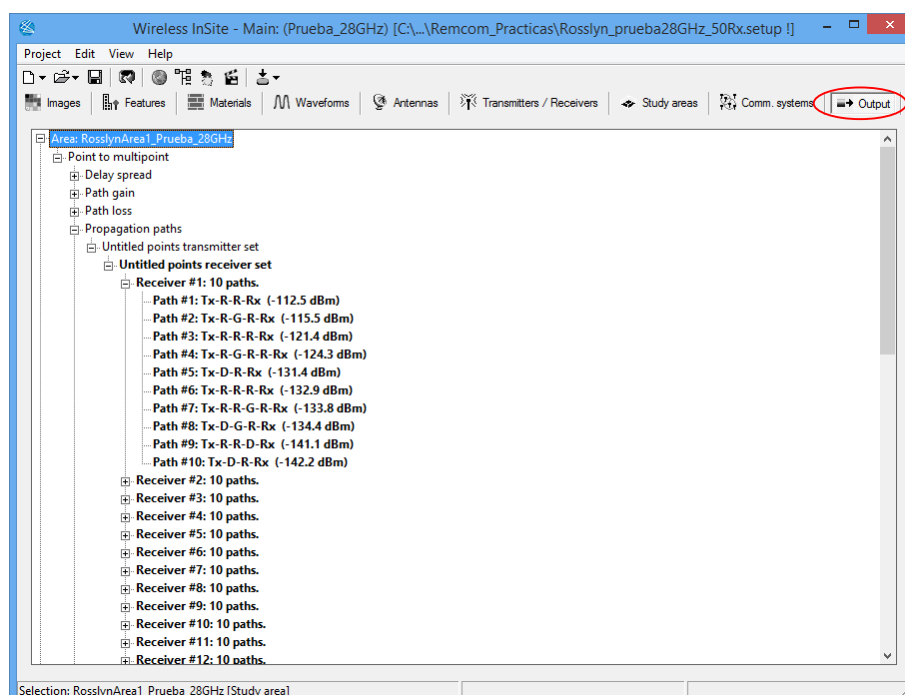 Wireless InSite - Main: (Prueba_28GHz) [C:\...\Remcom_Practicas\Rosslyn_prueba28GHz_50Rx.setup !]
Project Edit View Help
Images Features Materials Waveforms Antennas Transmitters / Receivers Study areas Comm. systems Output
Area: RosslynArea1_Prueba_28GHz
Point to multipoint
Delay spread
Path gain
Path loss
Propagation paths
Untitled points transmitter set
Untitled points receiver set
Receiver #1: 10 paths.
Path #1: Tx-R-R-Rx (-112.5 dBm)
Path #2: Tx-R-G-R-Rx (-115.5 dBm)
Path #3: Tx-R-R-R-Rx (-121.4 dBm)
Path #4: Tx-R-G-R-R-Rx (-124.3 dBm)
Path #5: Tx-D-R-Rx (-131.4 dBm)
Path #6: Tx-R-R-R-Rx (-132.9 dBm)
Path #7: Tx-R-R-G-R-Rx (-133.8 dBm)
Path #8: Tx-D-G-R-Rx (-134.4 dBm)
Path #9: Tx-R-R-D-Rx (-141.1 dBm)
Path #10: Tx-D-R-Rx (-142.2 dBm)
Receiver #2: 10 paths.
Receiver #3: 10 paths.
Receiver #4: 10 paths.
Receiver #5: 10 paths.
Receiver #6: 10 paths.
Receiver #7: 10 paths.
Receiver #8: 10 paths.
Receiver #9: 10 paths.
Receiver #10: 10 paths.
Receiver #11: 10 paths.
Receiver #12: 10 paths.
Selection: RosslynArea1_Prueba_28GHz [Study area]